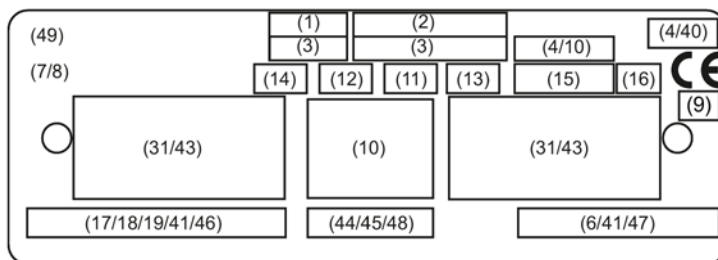 (1) (2)
(49) (3) (3) (4/10) (4/40)
(7/8) (14) (12) (11) (13) (15) (16) CE
(9)
(31/43) (10) (31/43)
(17/18/19/41/46) (44/45/48) (6/41/47)